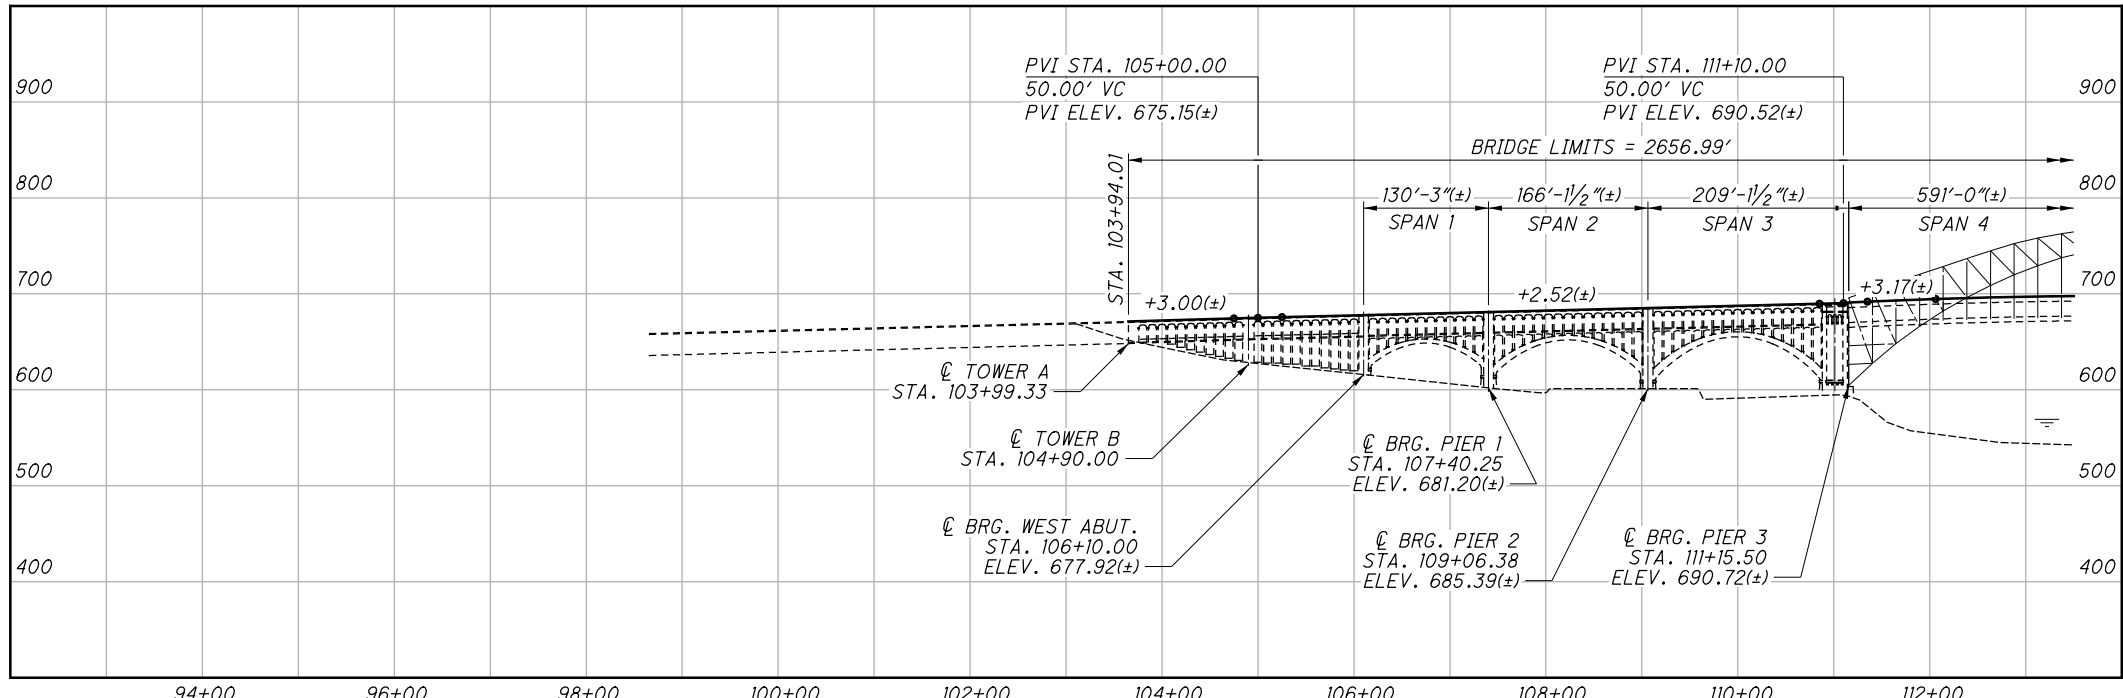 PVI STA. 105+00.00
50.00' VC
PVI ELEV. 675.15(±)
PVI STA. 111+10.00
50.00' VC
PVI ELEV. 690.52(±)
900
900
BRIDGE LIMITS = 2656.99'
STA. 103+94.01
800
800
130'-3"(±)
166'-1½"(±)
209'-1½"(±)
591'-0"(±)
SPAN 1
SPAN 2
SPAN 3
SPAN 4
700
700
+3.00(±)
+2.52(±)
+3.17(±)
600
600
℄ TOWER A
STA. 103+99.33
℄ TOWER B
STA. 104+90.00
℄ BRG. PIER 1
STA. 107+40.25
ELEV. 681.20(±)
500
500
℄ BRG. WEST ABUT.
STA. 106+10.00
ELEV. 677.92(±)
℄ BRG. PIER 2
STA. 109+06.38
ELEV. 685.39(±)
℄ BRG. PIER 3
STA. 111+15.50
ELEV. 690.72(±)
400
400
94+00 96+00 98+00 100+00 102+00 104+00 106+00 108+00 110+00 112+00